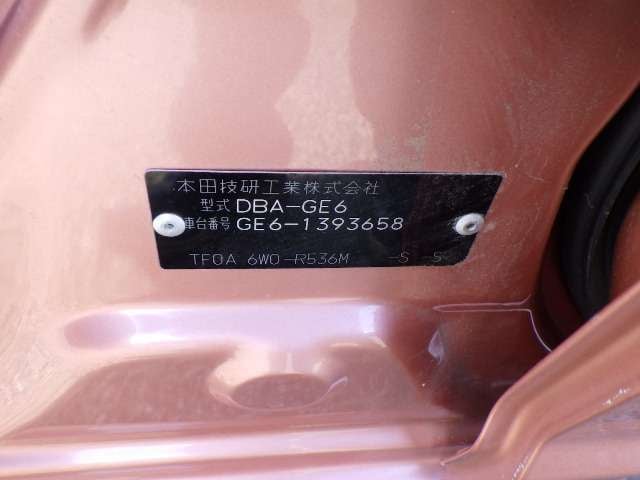 本田技研工業株式会社
型式 DBA-GE6
車台番号 GE6-1393658
TF0A 6W0-R536M -S -S